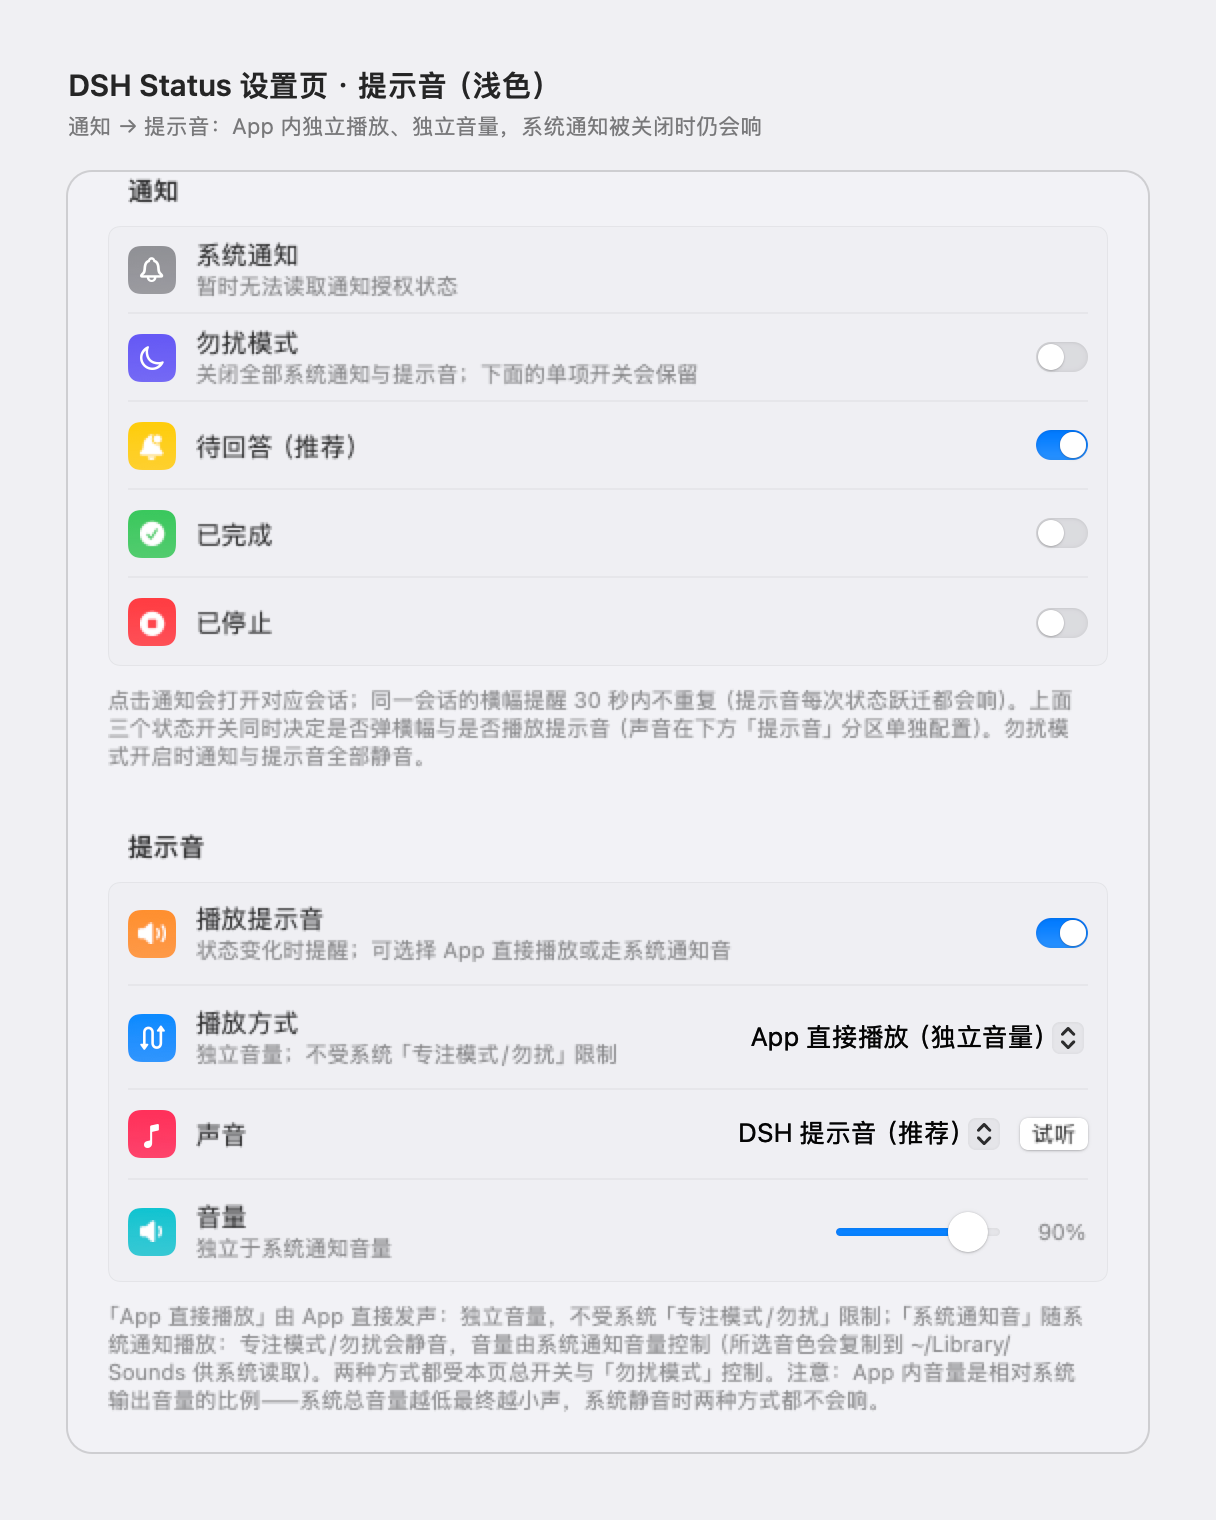 DSH Status 设置页 · 提示音（浅色）
通知 → 提示音：App 内独立播放、独立音量，系统通知被关闭时仍会响
通知
系统通知
暂时无法读取通知授权状态
勿扰模式
关闭全部系统通知与提示音；下面的单项开关会保留
待回答（推荐）
已完成
已停止
点击通知会打开对应会话；同一会话的横幅提醒 30 秒内不重复（提示音每次状态跃迁都会响）。上面
三个状态开关同时决定是否弹横幅与是否播放提示音（声音在下方「提示音」分区单独配置）。勿扰模
式开启时通知与提示音全部静音。
提示音
播放提示音
状态变化时提醒；可选择 App 直接播放或走系统通知音
播放方式
独立音量；不受系统「专注模式/勿扰」限制
App 直接播放（独立音量）
声音
DSH 提示音（推荐）
试听
音量
独立于系统通知音量
90%
「App 直接播放」由 App 直接发声：独立音量，不受系统「专注模式/勿扰」限制；「系统通知音」随系
统通知播放：专注模式/勿扰会静音，音量由系统通知音量控制（所选音色会复制到 ~/Library/
Sounds 供系统读取）。两种方式都受本页总开关与「勿扰模式」控制。注意：App 内音量是相对系统
输出音量的比例——系统总音量越低最终越小声，系统静音时两种方式都不会响。